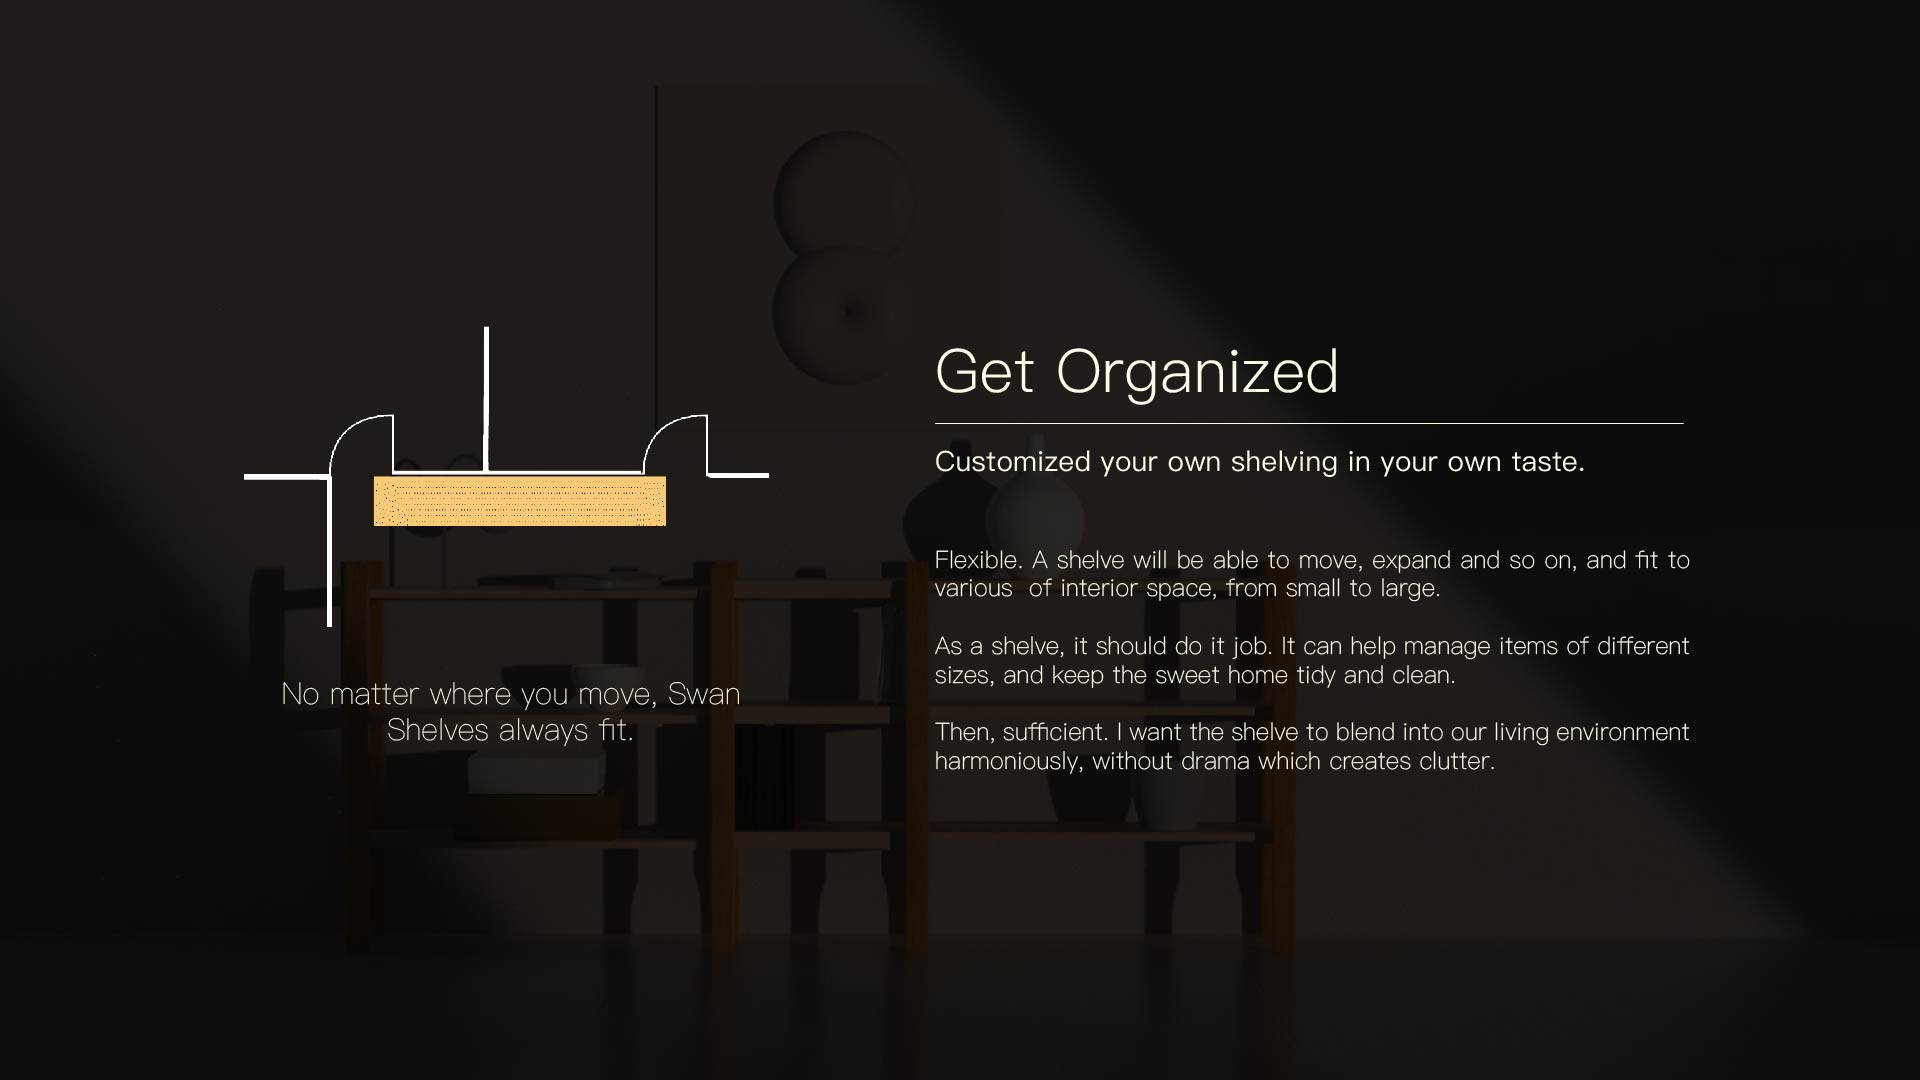 Get Organized
Customized your own shelving in your own taste.
Flexible. A shelve will be able to move, expand and so on, and fit to
various  of interior space, from small to large.
As a shelve, it should do it job. It can help manage items of different
sizes, and keep the sweet home tidy and clean.
Then, sufficient. I want the shelve to blend into our living environment
harmoniously, without drama which creates clutter.
No matter where you move, Swan
Shelves always fit.